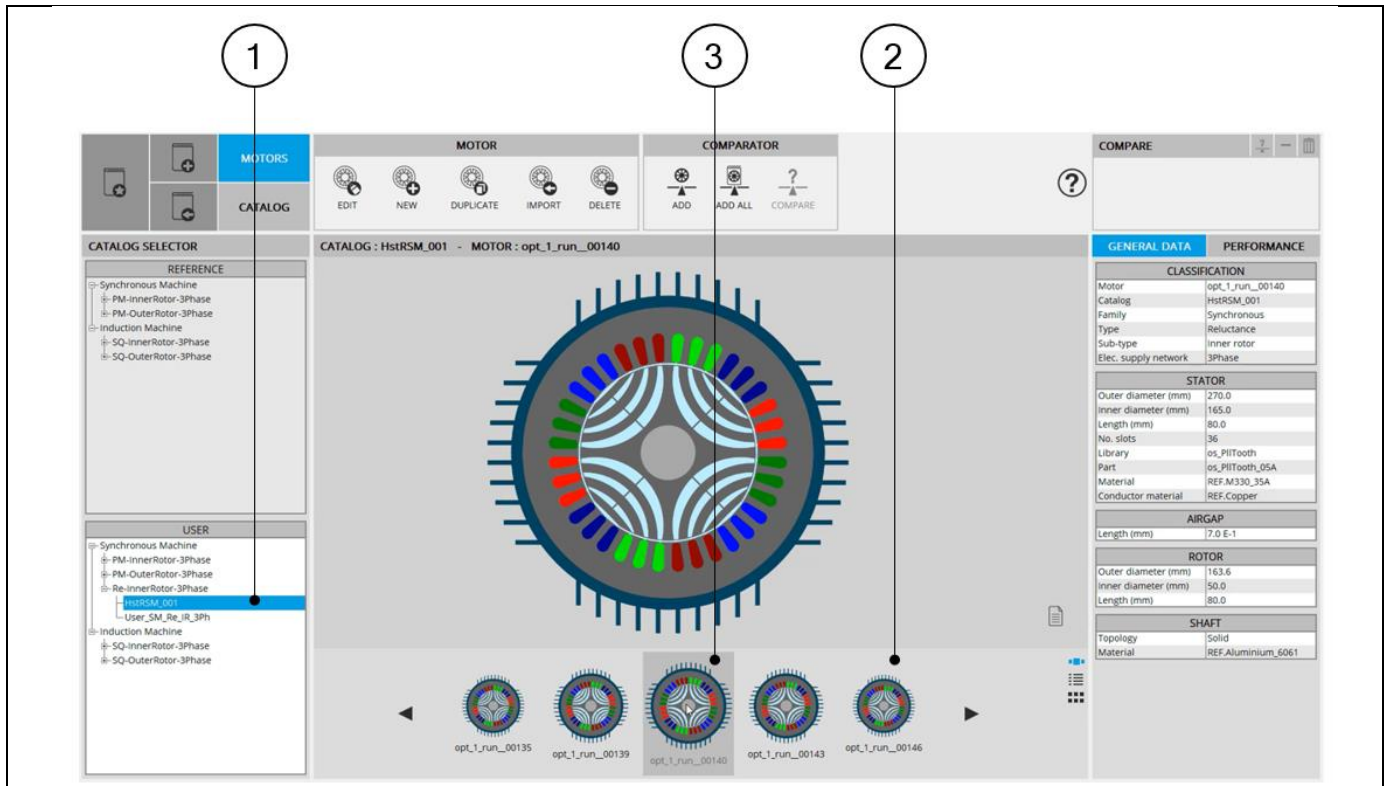 1
3
2
MOTORS
CATALOG
MOTOR
EDIT
NEW
DUPLICATE
IMPORT
DELETE
COMPARATOR
ADD
ADD ALL
?
COMPARE
?
COMPARE
?
CATALOG SELECTOR
REFERENCE
Synchronous Machine
PM-InnerRotor-3Phase
PM-OuterRotor-3Phase
Induction Machine
SQ-InnerRotor-3Phase
SQ-OuterRotor-3Phase
USER
Synchronous Machine
PM-InnerRotor-3Phase
PM-OuterRotor-3Phase
Re-InnerRotor-3Phase
HstRSM_001
User_SM_Re_IR_3Ph
Induction Machine
SQ-InnerRotor-3Phase
SQ-OuterRotor-3Phase
CATALOG : HstRSM_001 - MOTOR : opt_1_run__00140
opt_1_run__00135
opt_1_run__00139
opt_1_run__00140
opt_1_run__00143
opt_1_run__00146
GENERAL DATA
PERFORMANCE
CLASSIFICATION
Motor opt_1_run__00140
Catalog HstRSM_001
Family Synchronous
Type Reluctance
Sub-type Inner rotor
Elec. supply network 3Phase
STATOR
Outer diameter (mm) 270.0
Inner diameter (mm) 165.0
Length (mm) 80.0
No. slots 36
Library os_PllTooth
Part os_PllTooth_05A
Material REF.M330_35A
Conductor material REF.Copper
AIRGAP
Length (mm) 7.0 E-1
ROTOR
Outer diameter (mm) 163.6
Inner diameter (mm) 50.0
Length (mm) 80.0
SHAFT
Topology Solid
Material REF.Aluminium_6061